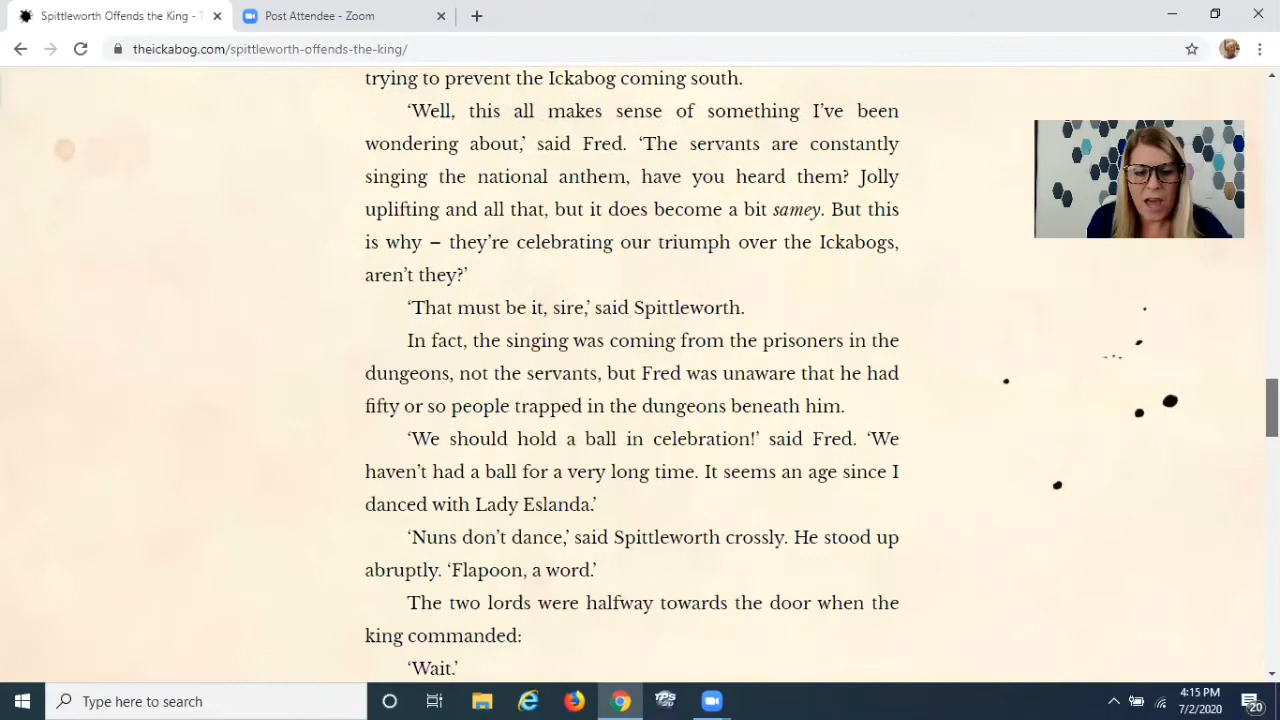 Spittleworth Offends the King - T
Post Attendee - Zoom
theickabog.com/spittleworth-offends-the-king/
trying to prevent the Ickabog coming south.
‘Well, this all makes sense of something I’ve been
wondering about,’ said Fred. ‘The servants are constantly
singing the national anthem, have you heard them? Jolly
uplifting and all that, but it does become a bit samey. But this
is why – they’re celebrating our triumph over the Ickabogs,
aren’t they?’
‘That must be it, sire,’ said Spittleworth.
In fact, the singing was coming from the prisoners in the
dungeons, not the servants, but Fred was unaware that he had
fifty or so people trapped in the dungeons beneath him.
‘We should hold a ball in celebration!’ said Fred. ‘We
haven’t had a ball for a very long time. It seems an age since I
danced with Lady Eslanda.’
‘Nuns don’t dance,’ said Spittleworth crossly. He stood up
abruptly. ‘Flapoon, a word.’
The two lords were halfway towards the door when the
king commanded:
‘Wait.’
Type here to search
TPS
4:15 PM
7/2/2020
20